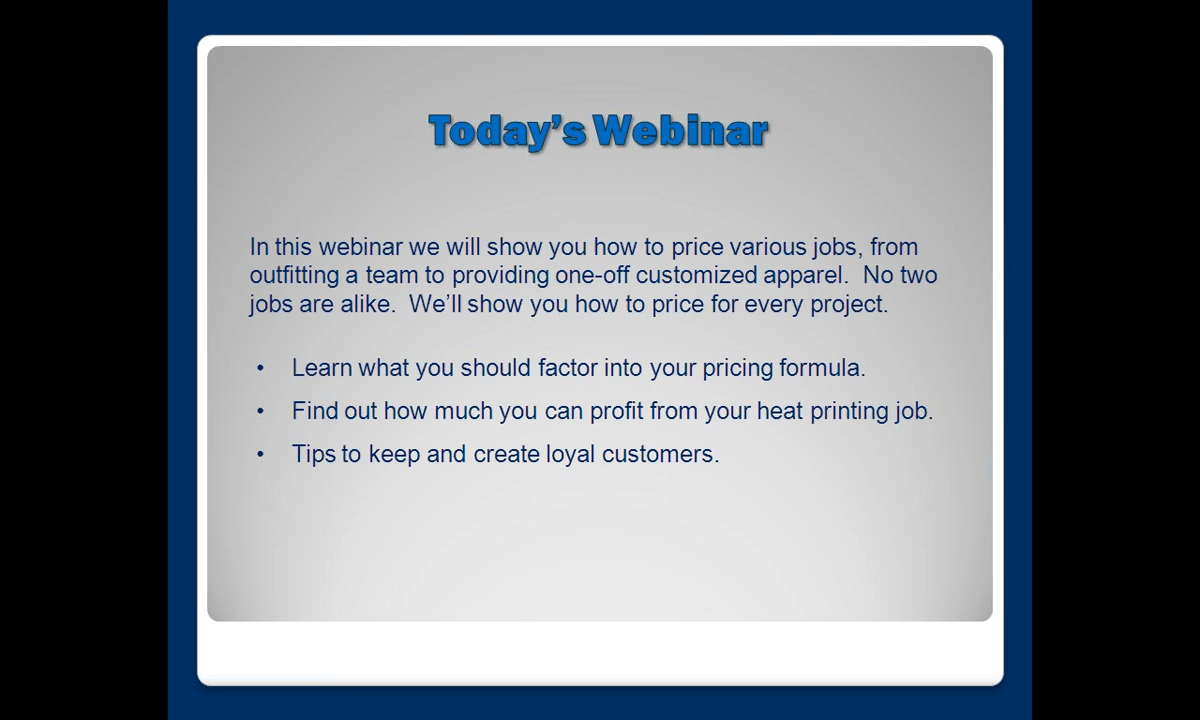 Today's Webinar
In this webinar we will show you how to price various jobs, from
outfitting a team to providing one-off customized apparel.  No two
jobs are alike.  We'll show you how to price for every project.
• Learn what you should factor into your pricing formula.
• Find out how much you can profit from your heat printing job.
• Tips to keep and create loyal customers.